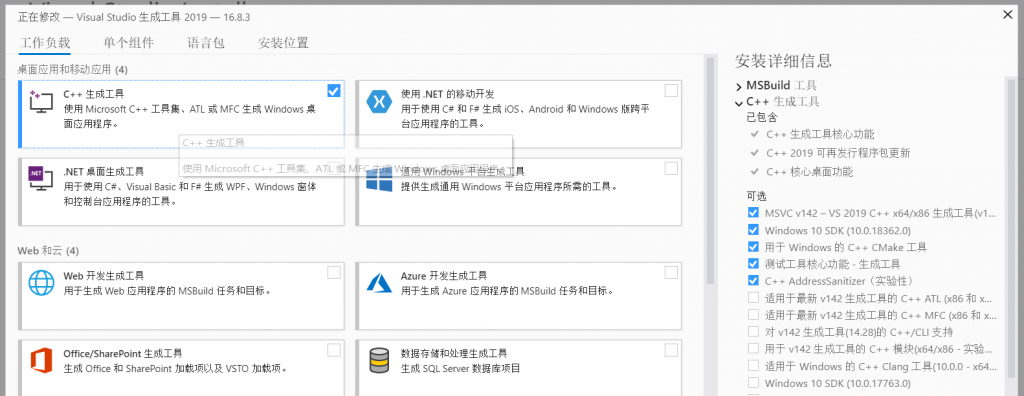 正在修改 — Visual Studio 生成工具 2019 — 16.8.3
工作负载 单个组件 语言包 安装位置
桌面应用和移动应用 (4)
C++ 生成工具
使用 Microsoft C++ 工具集、ATL 或 MFC 生成 Windows 桌
面应用程序。
使用 .NET 的移动开发
用于使用 C# 和 F# 生成 iOS、Android 和 Windows 版跨平
台应用程序的工具。
C++ 生成工具
使用 Microsoft C++ 工具集、ATL 或 MFC 生成 Windows 桌面应用程序。
.NET 桌面生成工具
用于使用 C#、Visual Basic 和 F# 生成 WPF、Windows 窗体
和控制台应用程序的工具。
通用 Windows 平台生成工具
提供生成通用 Windows 平台应用程序所需的工具。
Web 和云 (4)
Web 开发生成工具
用于生成 Web 应用程序的 MSBuild 任务和目标。
Azure 开发生成工具
用于生成 Azure 应用程序的 MSBuild 任务和目标。
Office/SharePoint 生成工具
生成 Office 和 SharePoint 加载项以及 VSTO 加载项。
数据存储和处理生成工具
生成 SQL Server 数据库项目
安装详细信息
MSBuild 工具
C++ 生成工具
已包含
C++ 生成工具核心功能
C++ 2019 可再发行程序包更新
C++ 核心桌面功能
可选
MSVC v142 – VS 2019 C++ x64/x86 生成工具(v1...
Windows 10 SDK (10.0.18362.0)
用于 Windows 的 C++ CMake 工具
测试工具核心功能 - 生成工具
C++ AddressSanitizer（实验性）
适用于最新 v142 生成工具的 C++ ATL (x86 和 x...
适用于最新 v142 生成工具的 C++ MFC (x86 和 x...
对 v142 生成工具(14.28)的 C++/CLI 支持
用于 v142 生成工具的 C++ 模块(x64/x86 - 实验...
适用于 Windows 的 C++ Clang 工具(10.0.0 - x64...
Windows 10 SDK (10.0.17763.0)